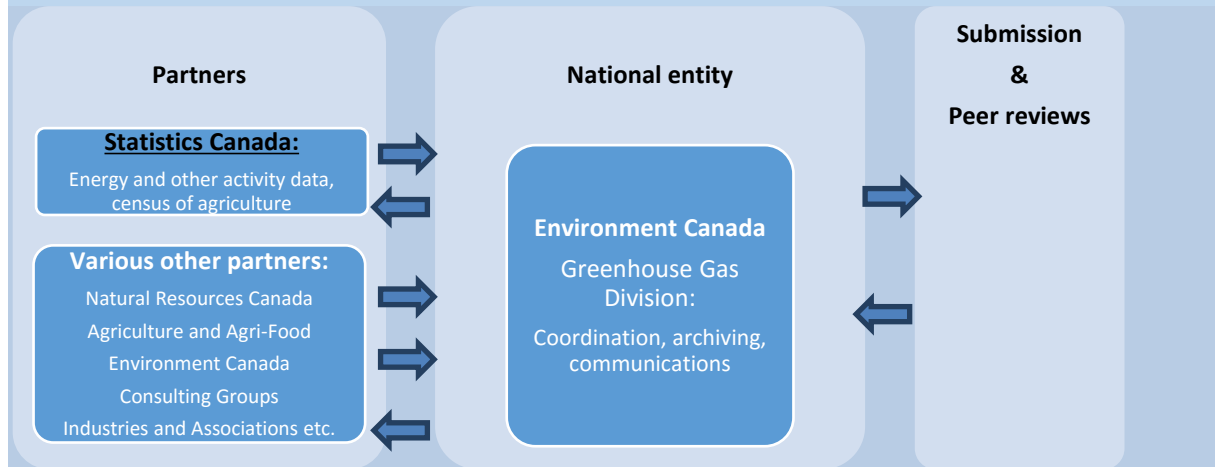 Partners
Statistics Canada:
Energy and other activity data,
census of agriculture
Various other partners:
Natural Resources Canada
Agriculture and Agri-Food
Environment Canada
Consulting Groups
Industries and Associations etc.
National entity
Environment Canada
Greenhouse Gas
Division:
Coordination, archiving,
communications
Submission
&
Peer reviews